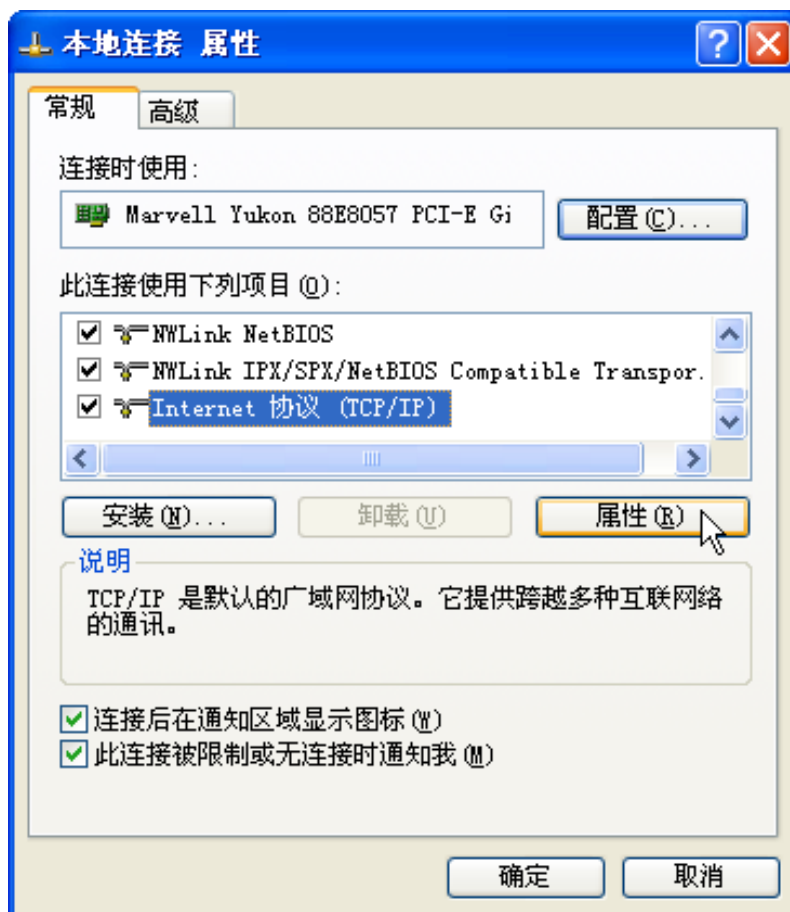 本地连接 属性
常规 高级
连接时使用:
Marvell Yukon 88E8057 PCI-E Gi 配置(C)...
此连接使用下列项目(O):
NWLink NetBIOS
NWLink IPX/SPX/NetBIOS Compatible Transpor.
Internet 协议 (TCP/IP)
安装(N)... 卸载(U) 属性(R)
说明
TCP/IP 是默认的广域网协议。它提供跨越多种互联网络
的通讯。
连接后在通知区域显示图标(W)
此连接被限制或无连接时通知我(M)
确定 取消